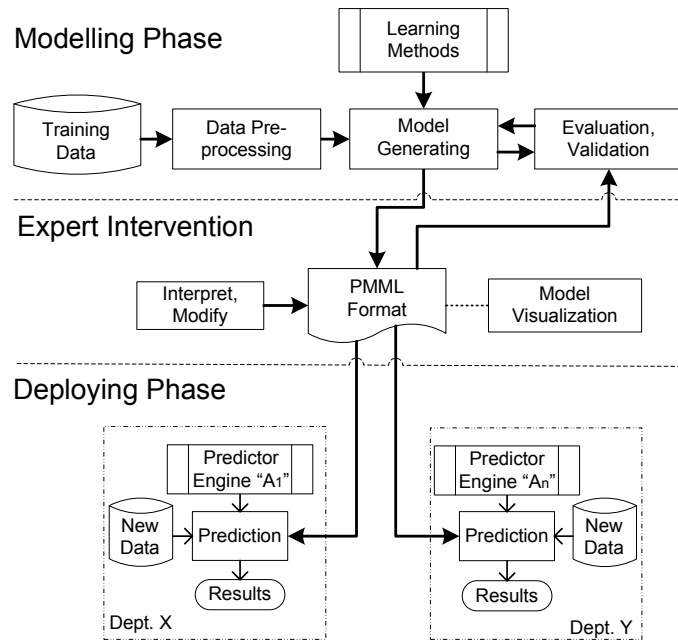 Modelling Phase
Learning
Methods
Training
Data
Data Pre-
processing
Model
Generating
Evaluation,
Validation
Expert Intervention
Interpret,
Modify
PMML
Format
Model
Visualization
Deploying Phase
Predictor
Engine “A1”
New
Data
Prediction
Results
Dept. X
Predictor
Engine “An”
Prediction
New
Data
Results
Dept. Y